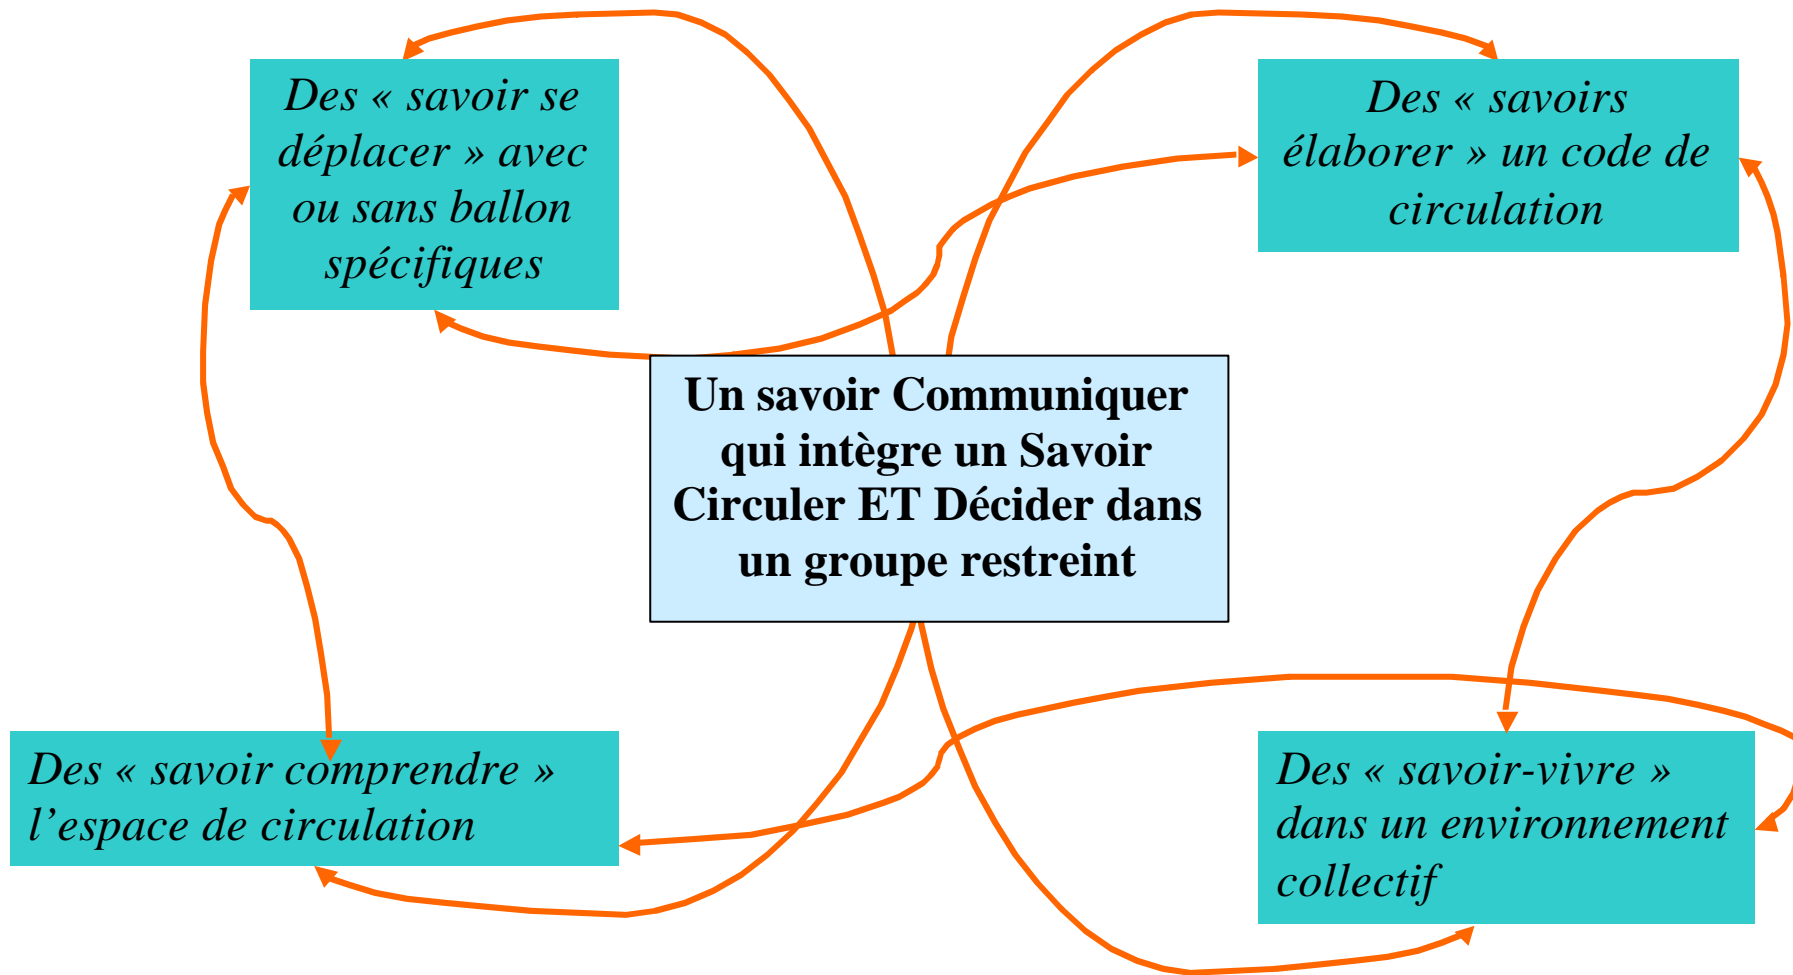 Des « savoir se
déplacer » avec
ou sans ballon
spécifiques
Des « savoirs
élaborer » un code de
circulation
Un savoir Communiquer
qui intègre un Savoir
Circuler ET Décider dans
un groupe restreint
Des « savoir comprendre »
l’espace de circulation
Des « savoir-vivre »
dans un environnement
collectif